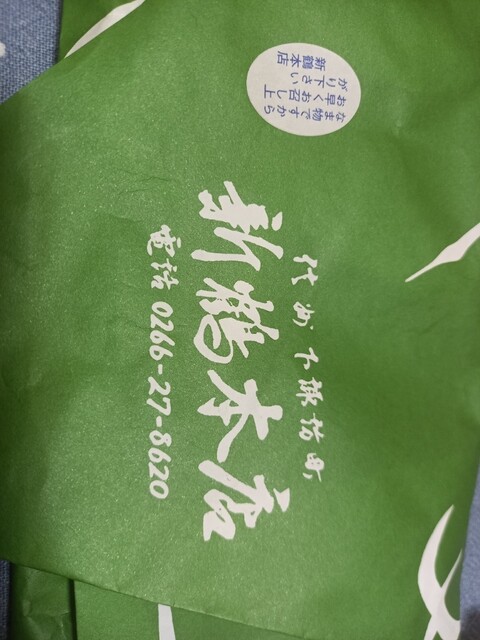 なま物ですから
お早くお召し上
がり下さい
新鶴本店
信州下諏訪町
新鶴本店
電話 0266-27-8620